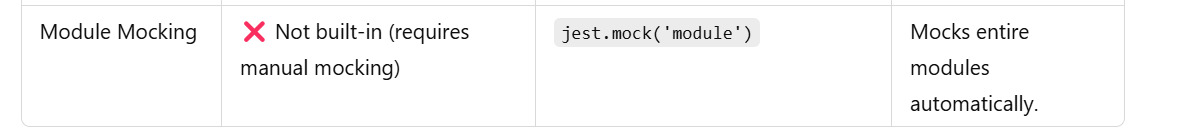 Module Mocking ❌ Not built-in (requires jest.mock('module') Mocks entire
manual mocking) modules
automatically.